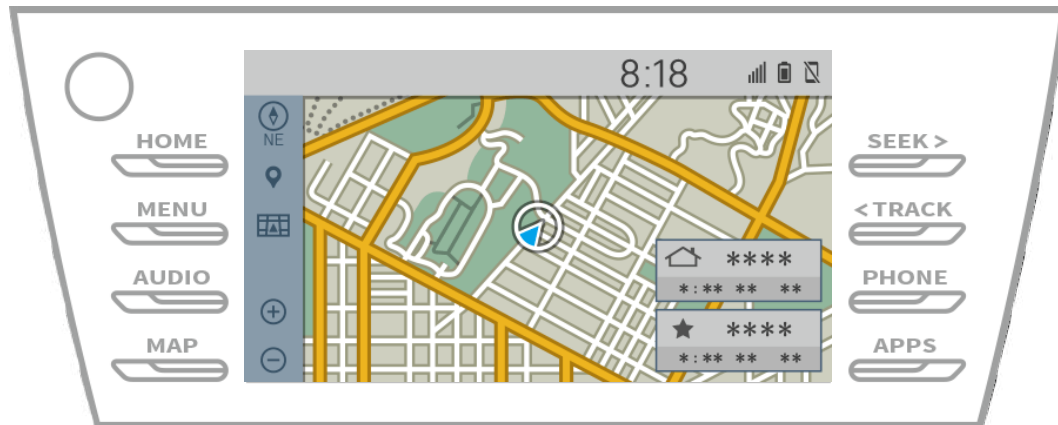 8:18
NE
HOME
MENU
AUDIO
MAP
SEEK >
< TRACK
PHONE
APPS
****
*:** ** **
****
*:** ** **